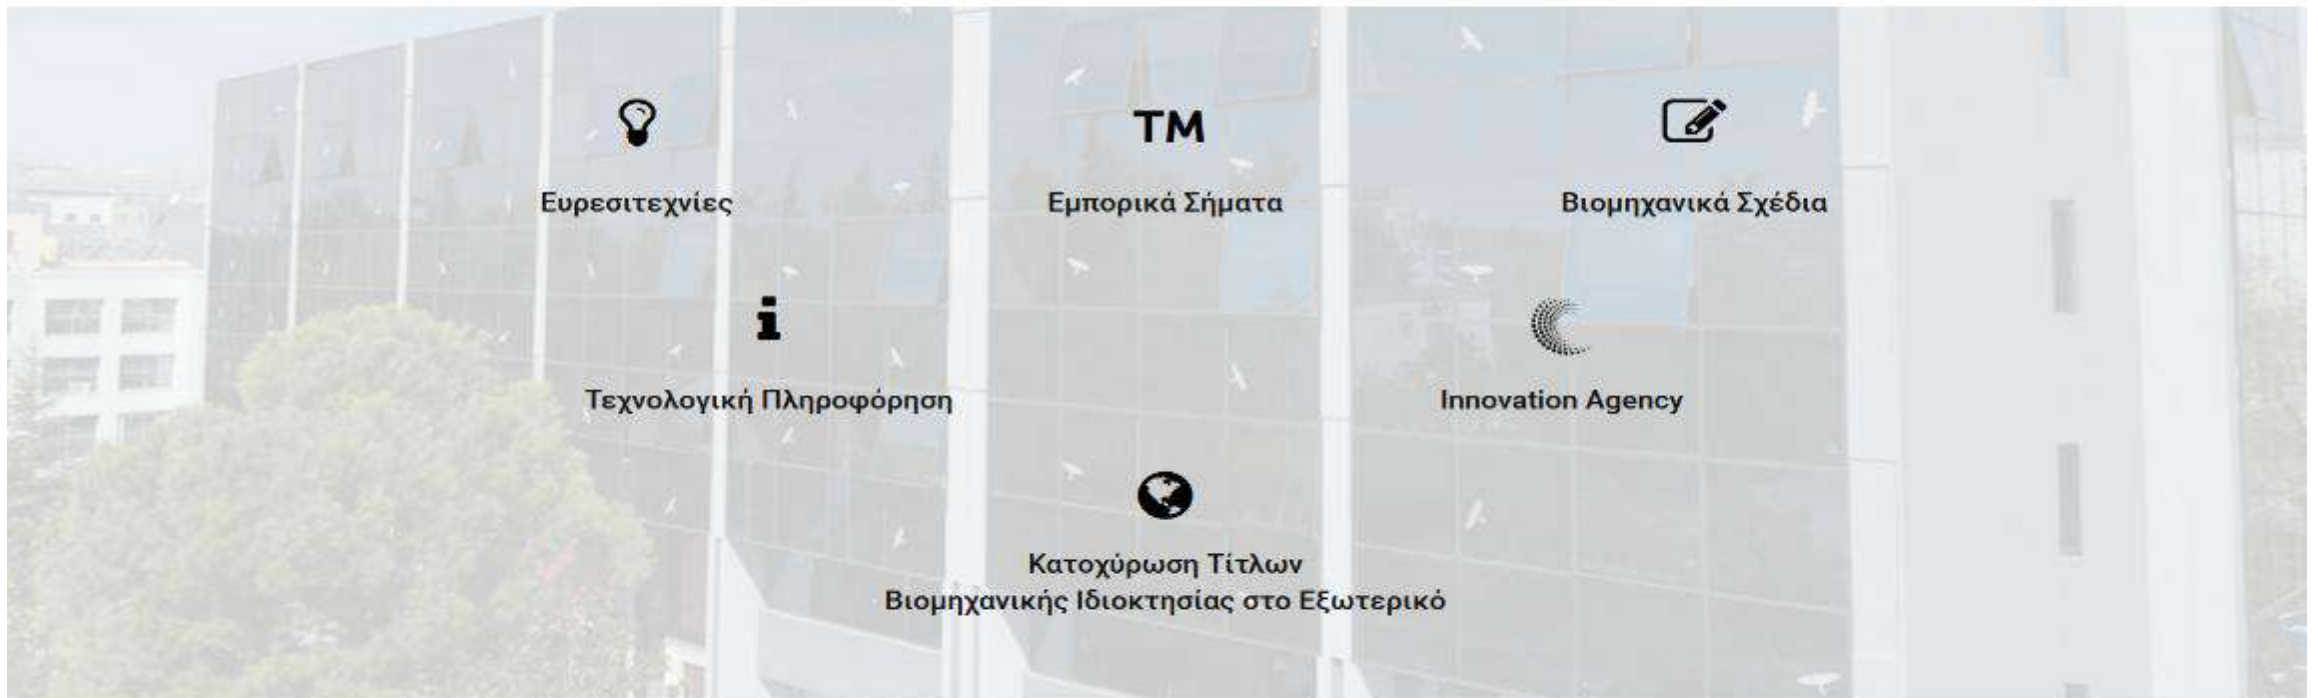 TM
Ευρεσιτεχνίες
Εμπορικά Σήματα
Βιομηχανικά Σχέδια
Τεχνολογική Πληροφόρηση
Innovation Agency
Κατοχύρωση Τίτλων
Βιομηχανικής Ιδιοκτησίας στο Εξωτερικό